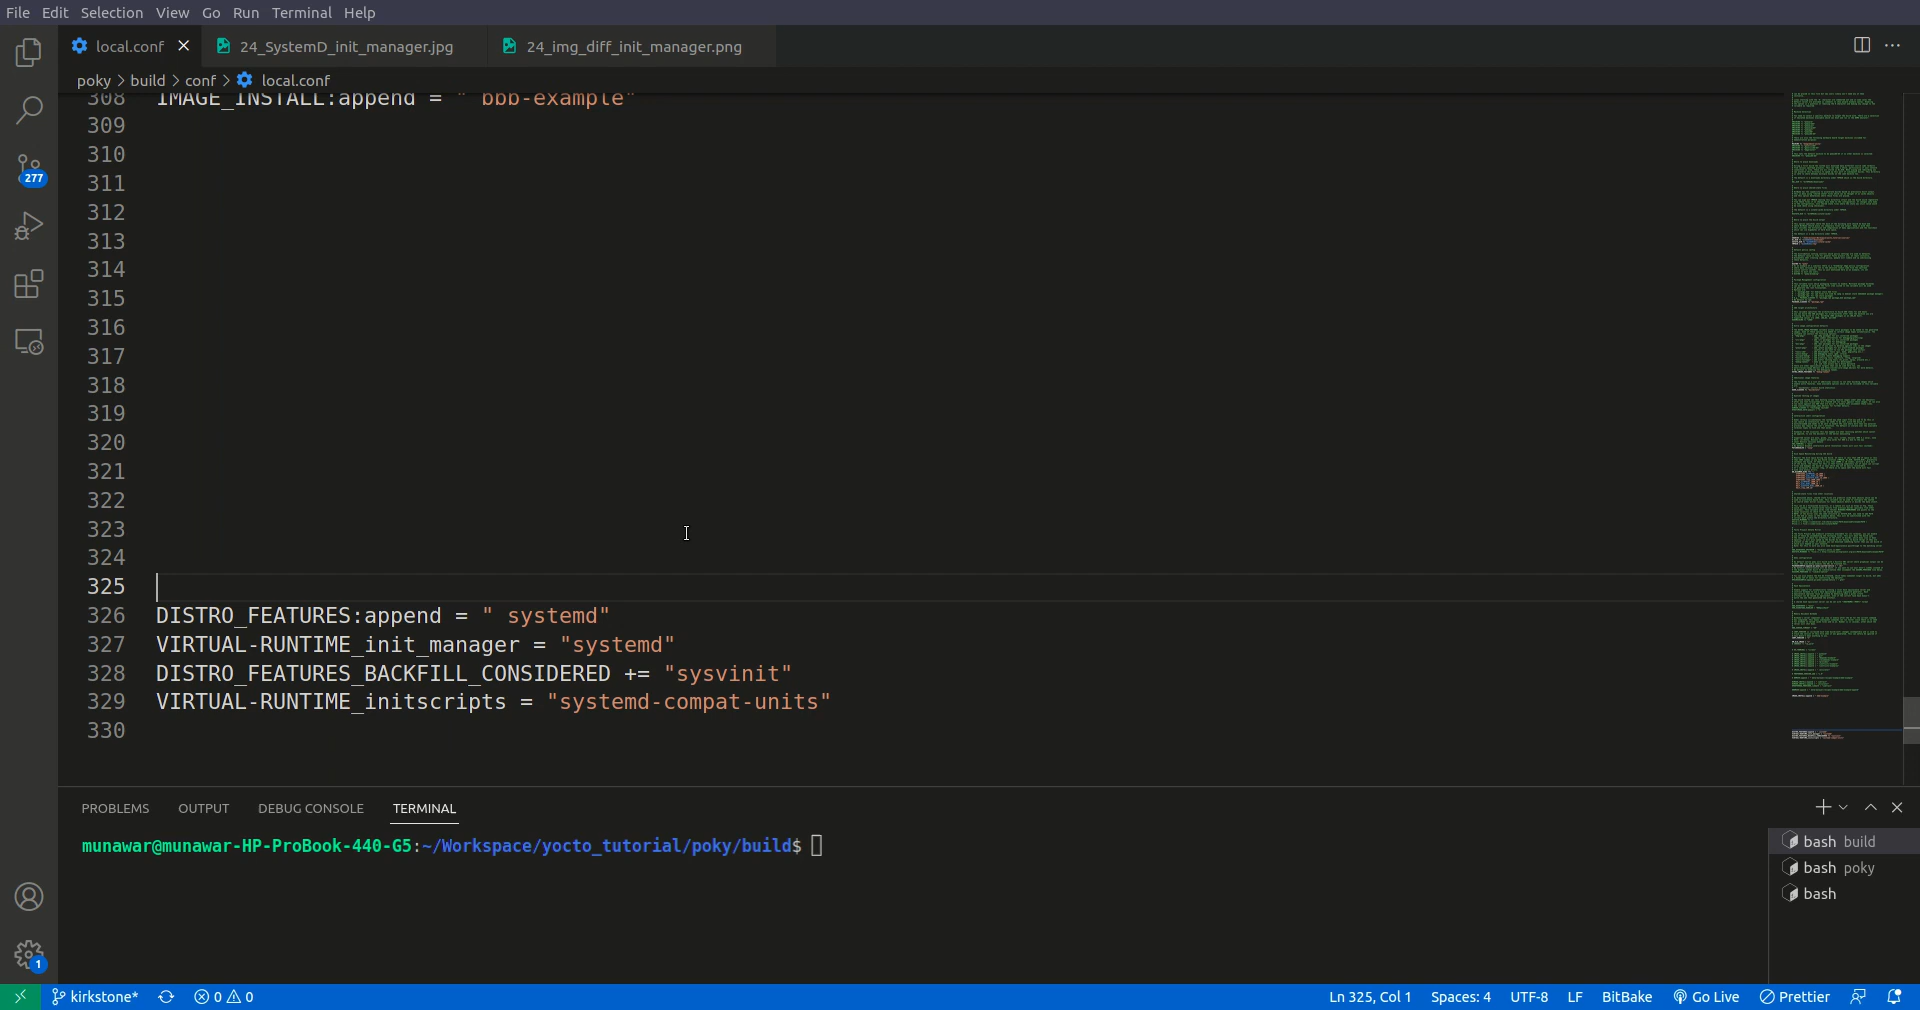 File Edit Selection View Go Run Terminal Help
local.conf 24_SystemD_init_manager.jpg 24_img_diff_init_manager.png
poky > build > conf > local.conf
308 IMAGE_INSTALL:append = " bbb-example"
309
310
311
312
313
314
315
316
317
318
319
320
321
322
323
324
325
326 DISTRO_FEATURES:append = " systemd"
327 VIRTUAL-RUNTIME_init_manager = "systemd"
328 DISTRO_FEATURES_BACKFILL_CONSIDERED += "sysvinit"
329 VIRTUAL-RUNTIME_initscripts = "systemd-compat-units"
330
277
PROBLEMS OUTPUT DEBUG CONSOLE TERMINAL
munawar@munawar-HP-ProBook-440-G5:~/Workspace/yocto_tutorial/poky/build$
bash build
bash poky
bash
1
kirkstone* 0 0 Ln 325, Col 1 Spaces: 4 UTF-8 LF BitBake Go Live Prettier